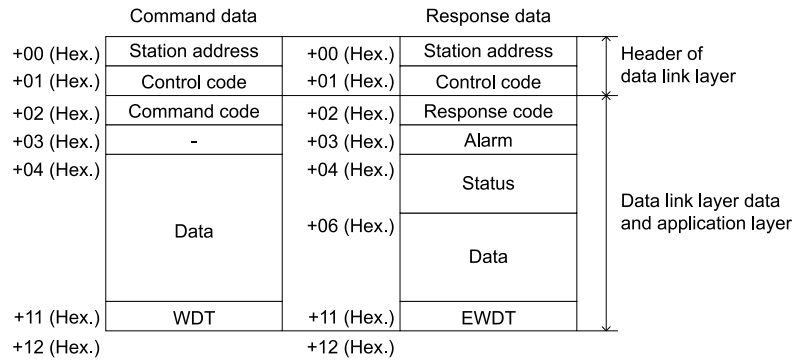 Command data Response data
+00 (Hex.) Station address +00 (Hex.) Station address
Header of
data link layer
+01 (Hex.) Control code +01 (Hex.) Control code
+02 (Hex.) Command code +02 (Hex.) Response code
+03 (Hex.) - +03 (Hex.) Alarm
+04 (Hex.) +04 (Hex.)
Status
Data link layer data
and application layer
+06 (Hex.)
Data
Data
+11 (Hex.) WDT +11 (Hex.) EWDT
+12 (Hex.) +12 (Hex.)